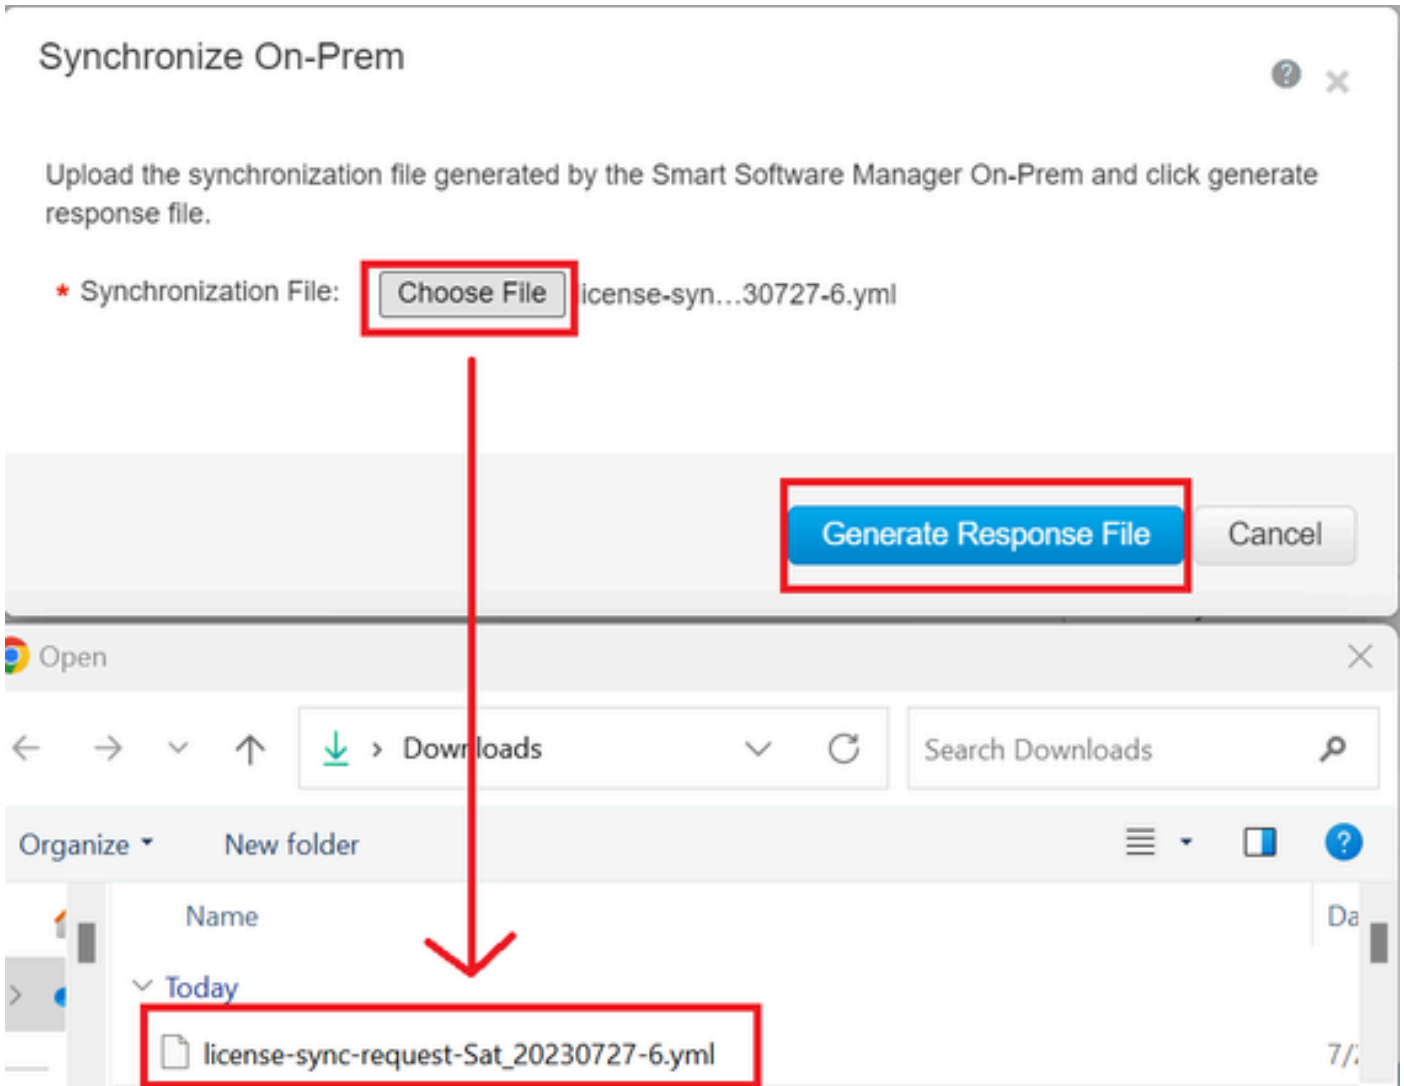 Synchronize On-Prem
Upload the synchronization file generated by the Smart Software Manager On-Prem and click generate
response file.
* Synchronization File: Choose File license-syn...30727-6.yml
Generate Response File Cancel
Open
Downloads Search Downloads
Organize New folder
Name Da
Today
license-sync-request-Sat_20230727-6.yml 7/